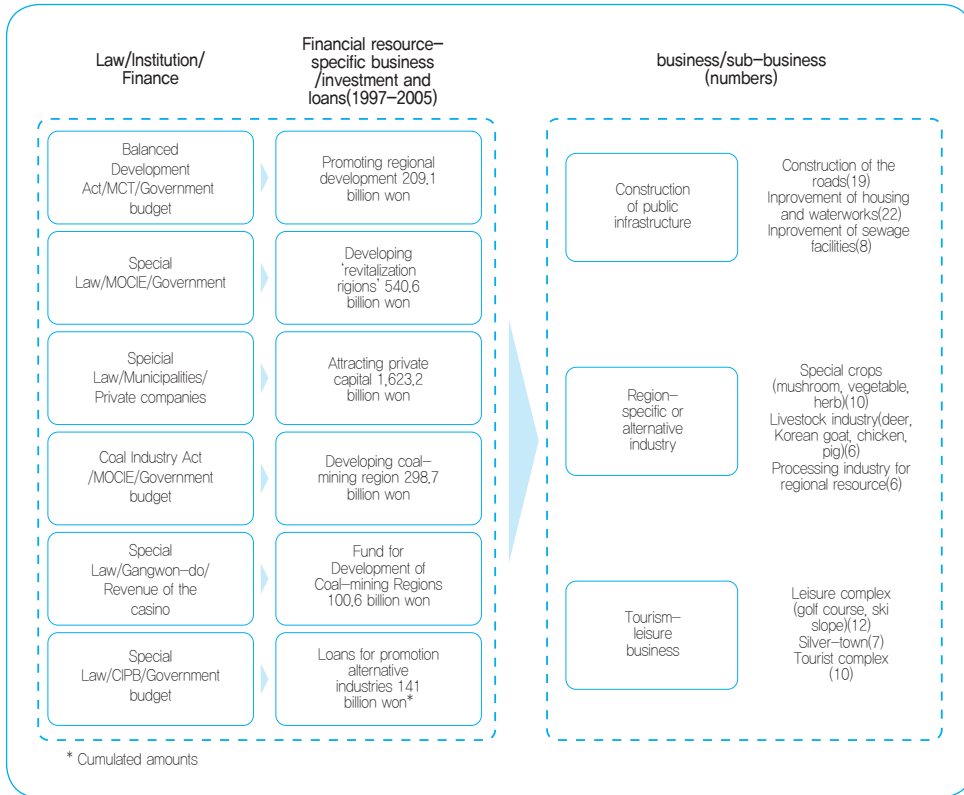 Law/Institution/
Finance
Financial resource-
specific business
/investment and
loans(1997-2005)
business/sub-business
(numbers)
Balanced
Development
Act/MCT/Government
budget
Promoting regional
development 209.1
billion won
Special
Law/MOCIE/Government
Developing
'revitalization
rigions' 540.6
billion won
Speicial
Law/Municipalities/
Private companies
Attracting private
capital 1,623.2
billion won
Coal Industry Act
/MOCIE/Government
budget
Developing coal-
mining region 298.7
billion won
Special
Law/Gangwon-do/
Revenue of the
casino
Fund for
Development of
Coal-mining Regions
100.6 billion won
Special
Law/CIPB/Government
budget
Loans for promotion
alternative
industries 141
billion won*
Construction
of public
infrastructure
Construction of the
roads(19)
Inprovement of housing
and waterworks(22)
Inprovement of sewage
facilities(8)
Region-
specific or
alternative
industry
Special crops
(mushroom, vegetable,
herb)(10)
Livestock industry(deer,
Korean goat, chicken,
pig)(6)
Processing industry for
regional resource(6)
Tourism-
leisure
business
Leisure complex
(golf course, ski
slope)(12)
Silver-town(7)
Tourist complex
(10)
* Cumulated amounts